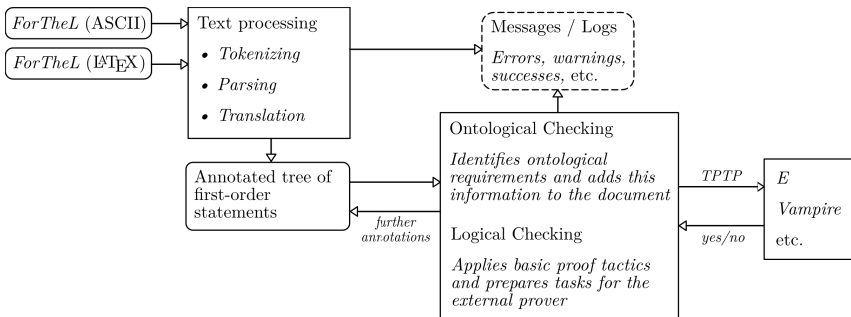 ForTheL (ASCII)
ForTheL (LATEX)
Text processing
• Tokenizing
• Parsing
• Translation
Messages / Logs
Errors, warnings,
successes, etc.
Annotated tree of
first-order
statements
further
annotations
Ontological Checking
Identifies ontological
requirements and adds this
information to the document
Logical Checking
Applies basic proof tactics
and prepares tasks for the
external prover
TPTP
yes/no
E
Vampire
etc.